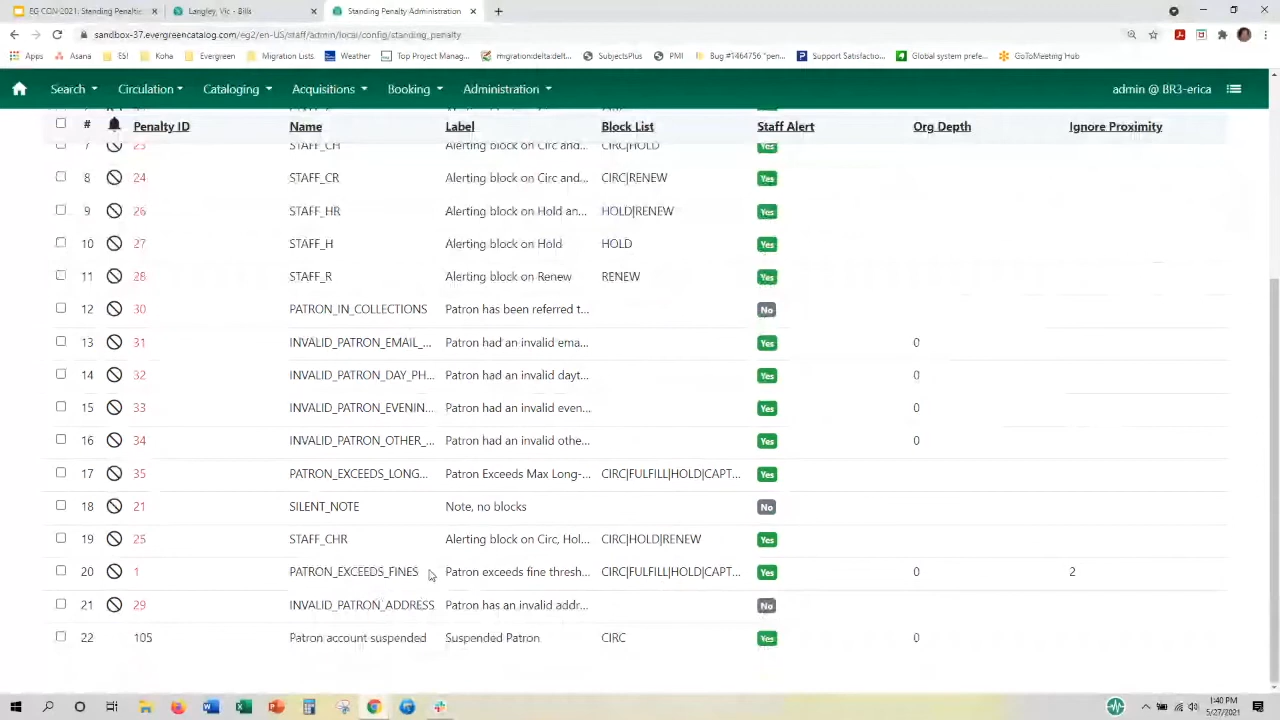 EG CON-2021. Standing Penaltie
Langley, Vic - Bills
Standing Penalty Administration
sandbox-37.evergreencatalog.com/eg2/en-US/staff/admin/local/config/standing_penalty
Apps Asana ESI Koha Evergreen Migration Lists Weather Top Project Manag... migrationdelta:delt... SubjectsPlus PMI Bug #1464756 "pen... Support Satisfactio... Global system prefe... GoToMeeting Hub
Search Circulation Cataloging Acquisitions Booking Administration admin @ BR3-erica
# Penalty ID Name Label Block List Staff Alert Org Depth Ignore Proximity
7 23 STAFF_CH Alerting block on Circ and... CIRC|HOLD Yes
8 24 STAFF_CR Alerting block on Circ and... CIRC|RENEW Yes
9 26 STAFF_HR Alerting block on Hold an... HOLD|RENEW Yes
10 27 STAFF_H Alerting block on Hold HOLD Yes
11 28 STAFF_R Alerting block on Renew RENEW Yes
12 30 PATRON_IN_COLLECTIONS Patron has been referred t... No
13 31 INVALID_PATRON_EMAIL_... Patron had an invalid ema... Yes 0
14 32 INVALID_PATRON_DAY_PH... Patron had an invalid dayt... Yes 0
15 33 INVALID_PATRON_EVENIN... Patron had an invalid even... Yes 0
16 34 INVALID_PATRON_OTHER_... Patron had an invalid othe... Yes 0
17 35 PATRON_EXCEEDS_LONG... Patron Exceeds Max Long-... CIRC|FULFILL|HOLD|CAPT... Yes
18 21 SILENT_NOTE Note, no blocks No
19 25 STAFF_CHR Alerting block on Circ, Hol... CIRC|HOLD|RENEW Yes
20 1 PATRON_EXCEEDS_FINES Patron exceeds fine thresh... CIRC|FULFILL|HOLD|CAPT... Yes 0 2
21 29 INVALID_PATRON_ADDRESS Patron has an invalid addr... No
22 105 Patron account suspended Suspended Patron CIRC Yes 0
1:40 PM
5/27/2021